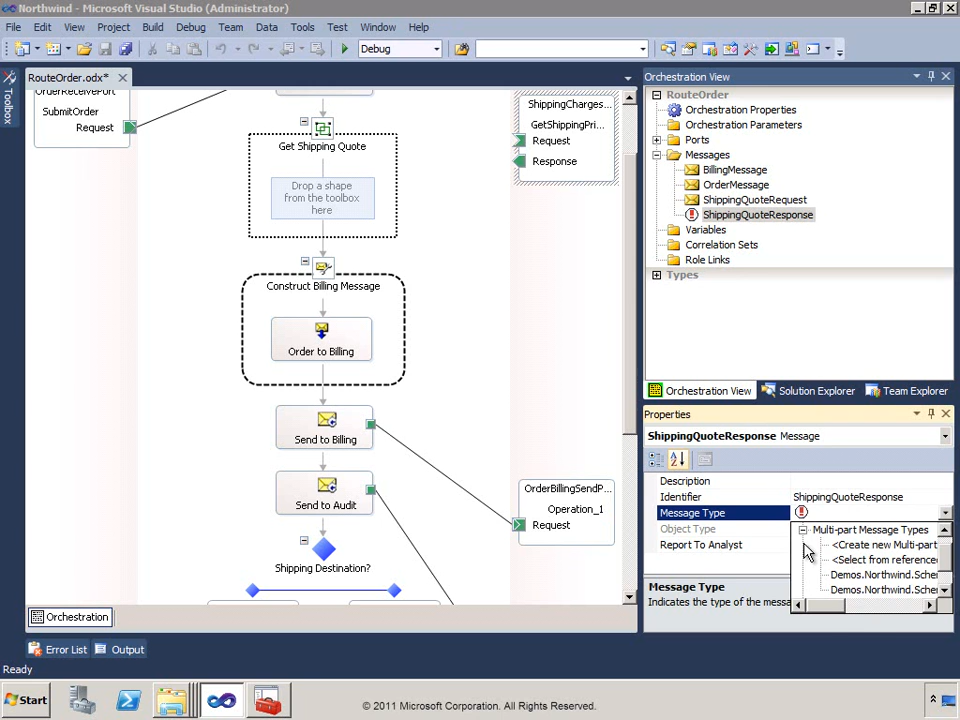 Northwind - Microsoft Visual Studio (Administrator)
File Edit View Project Build Debug Team Data Tools Test Window Help
Debug
RouteOrder.odx*
Toolbox
OrderReceivePort
SubmitOrder
Request
Get Shipping Quote
Drop a shape
from the toolbox
here
Construct Billing Message
Order to Billing
Send to Billing
Send to Audit
Shipping Destination?
ShippingCharges...
GetShippingPri...
Request
Response
OrderBillingSendP...
Operation_1
Request
Orchestration
Orchestration View
RouteOrder
Orchestration Properties
Orchestration Parameters
Ports
Messages
BillingMessage
OrderMessage
ShippingQuoteRequest
ShippingQuoteResponse
Variables
Correlation Sets
Role Links
Types
Orchestration View Solution Explorer Team Explorer
Properties
ShippingQuoteResponse Message
Description
Identifier ShippingQuoteResponse
Message Type
Object Type
Report To Analyst
Multi-part Message Types
<Create new Multi-part
<Select from reference
Demos.Northwind.Sche
Demos.Northwind.Sche
Message Type
Indicates the type of the messa
Error List Output
Ready
Start
© 2011 Microsoft Corporation. All Rights Reserved.